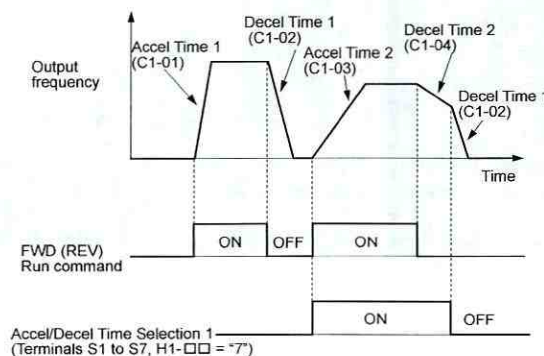 Output
frequency
Accel Time 1
(C1-01)
Decel Time 1
(C1-02)
Accel Time 2
(C1-03)
Decel Time 2
(C1-04)
Decel Time 1
(C1-02)
Time
FWD (REV)
Run command
ON
OFF
ON
Accel/Decel Time Selection 1
(Terminals S1 to S7, H1-□□ = "7")
ON
OFF